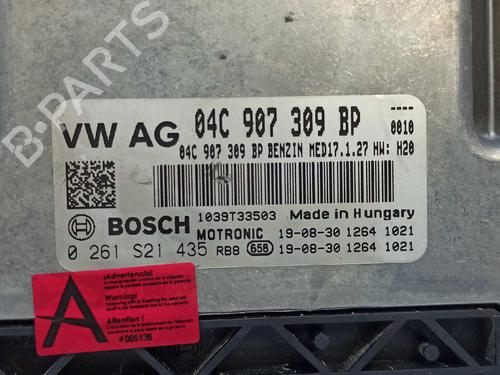 B-PARTS
VW AG 04C 907 309 BP
0010
04C 907 309 BP BENZIN MED17.1.27 HW: H20
BOSCH 1039T33503 Made in Hungary
MOTRONIC 19-08-30 1264 1021
0 261 S21 435 RB8 65B 19-08-30 1264 1021
¡Advertencia!
Warning!
Attention !
#005136